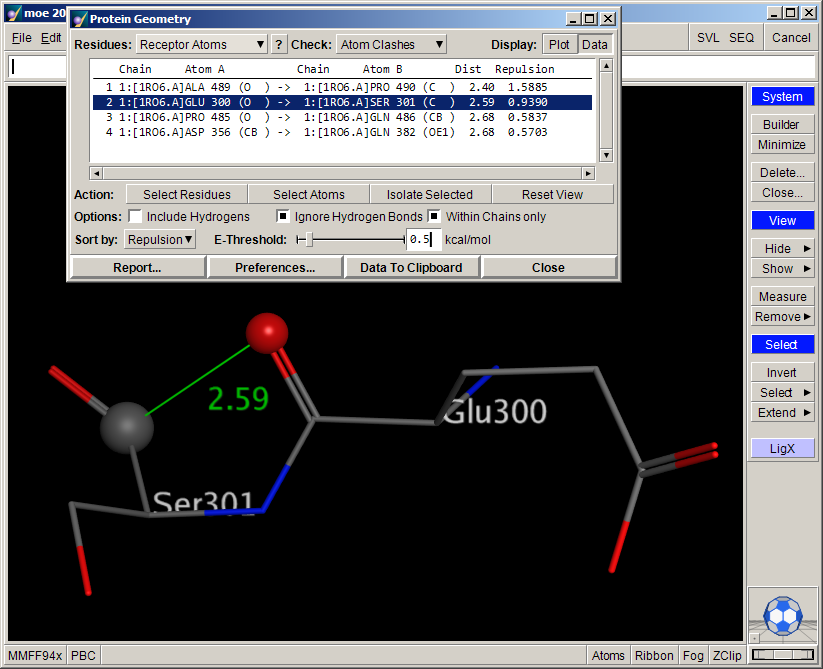 moe 20
Protein Geometry
File Edit
SVL SEQ Cancel
Residues: Receptor Atoms ? Check: Atom Clashes Display: Plot Data
Chain Atom A Chain Atom B Dist Repulsion
1 1:[1RO6.A]ALA 489 (O ) -> 1:[1RO6.A]PRO 490 (C ) 2.40 1.5885
2 1:[1RO6.A]GLU 300 (O ) -> 1:[1RO6.A]SER 301 (C ) 2.59 0.9390
3 1:[1RO6.A]PRO 485 (O ) -> 1:[1RO6.A]GLN 486 (CB ) 2.68 0.5837
4 1:[1RO6.A]ASP 356 (CB ) -> 1:[1RO6.A]GLN 382 (OE1) 2.68 0.5703
Action: Select Residues Select Atoms Isolate Selected Reset View
Options: Include Hydrogens Ignore Hydrogen Bonds Within Chains only
Sort by: Repulsion E-Threshold: 0.5 kcal/mol
Report... Preferences... Data To Clipboard Close
System
Builder
Minimize
Delete...
Close...
View
Hide
Show
Measure
Remove
Select
Invert
Select
Extend
LigX
2.59
Glu300
Ser301
MMFF94x PBC
Atoms Ribbon Fog ZClip